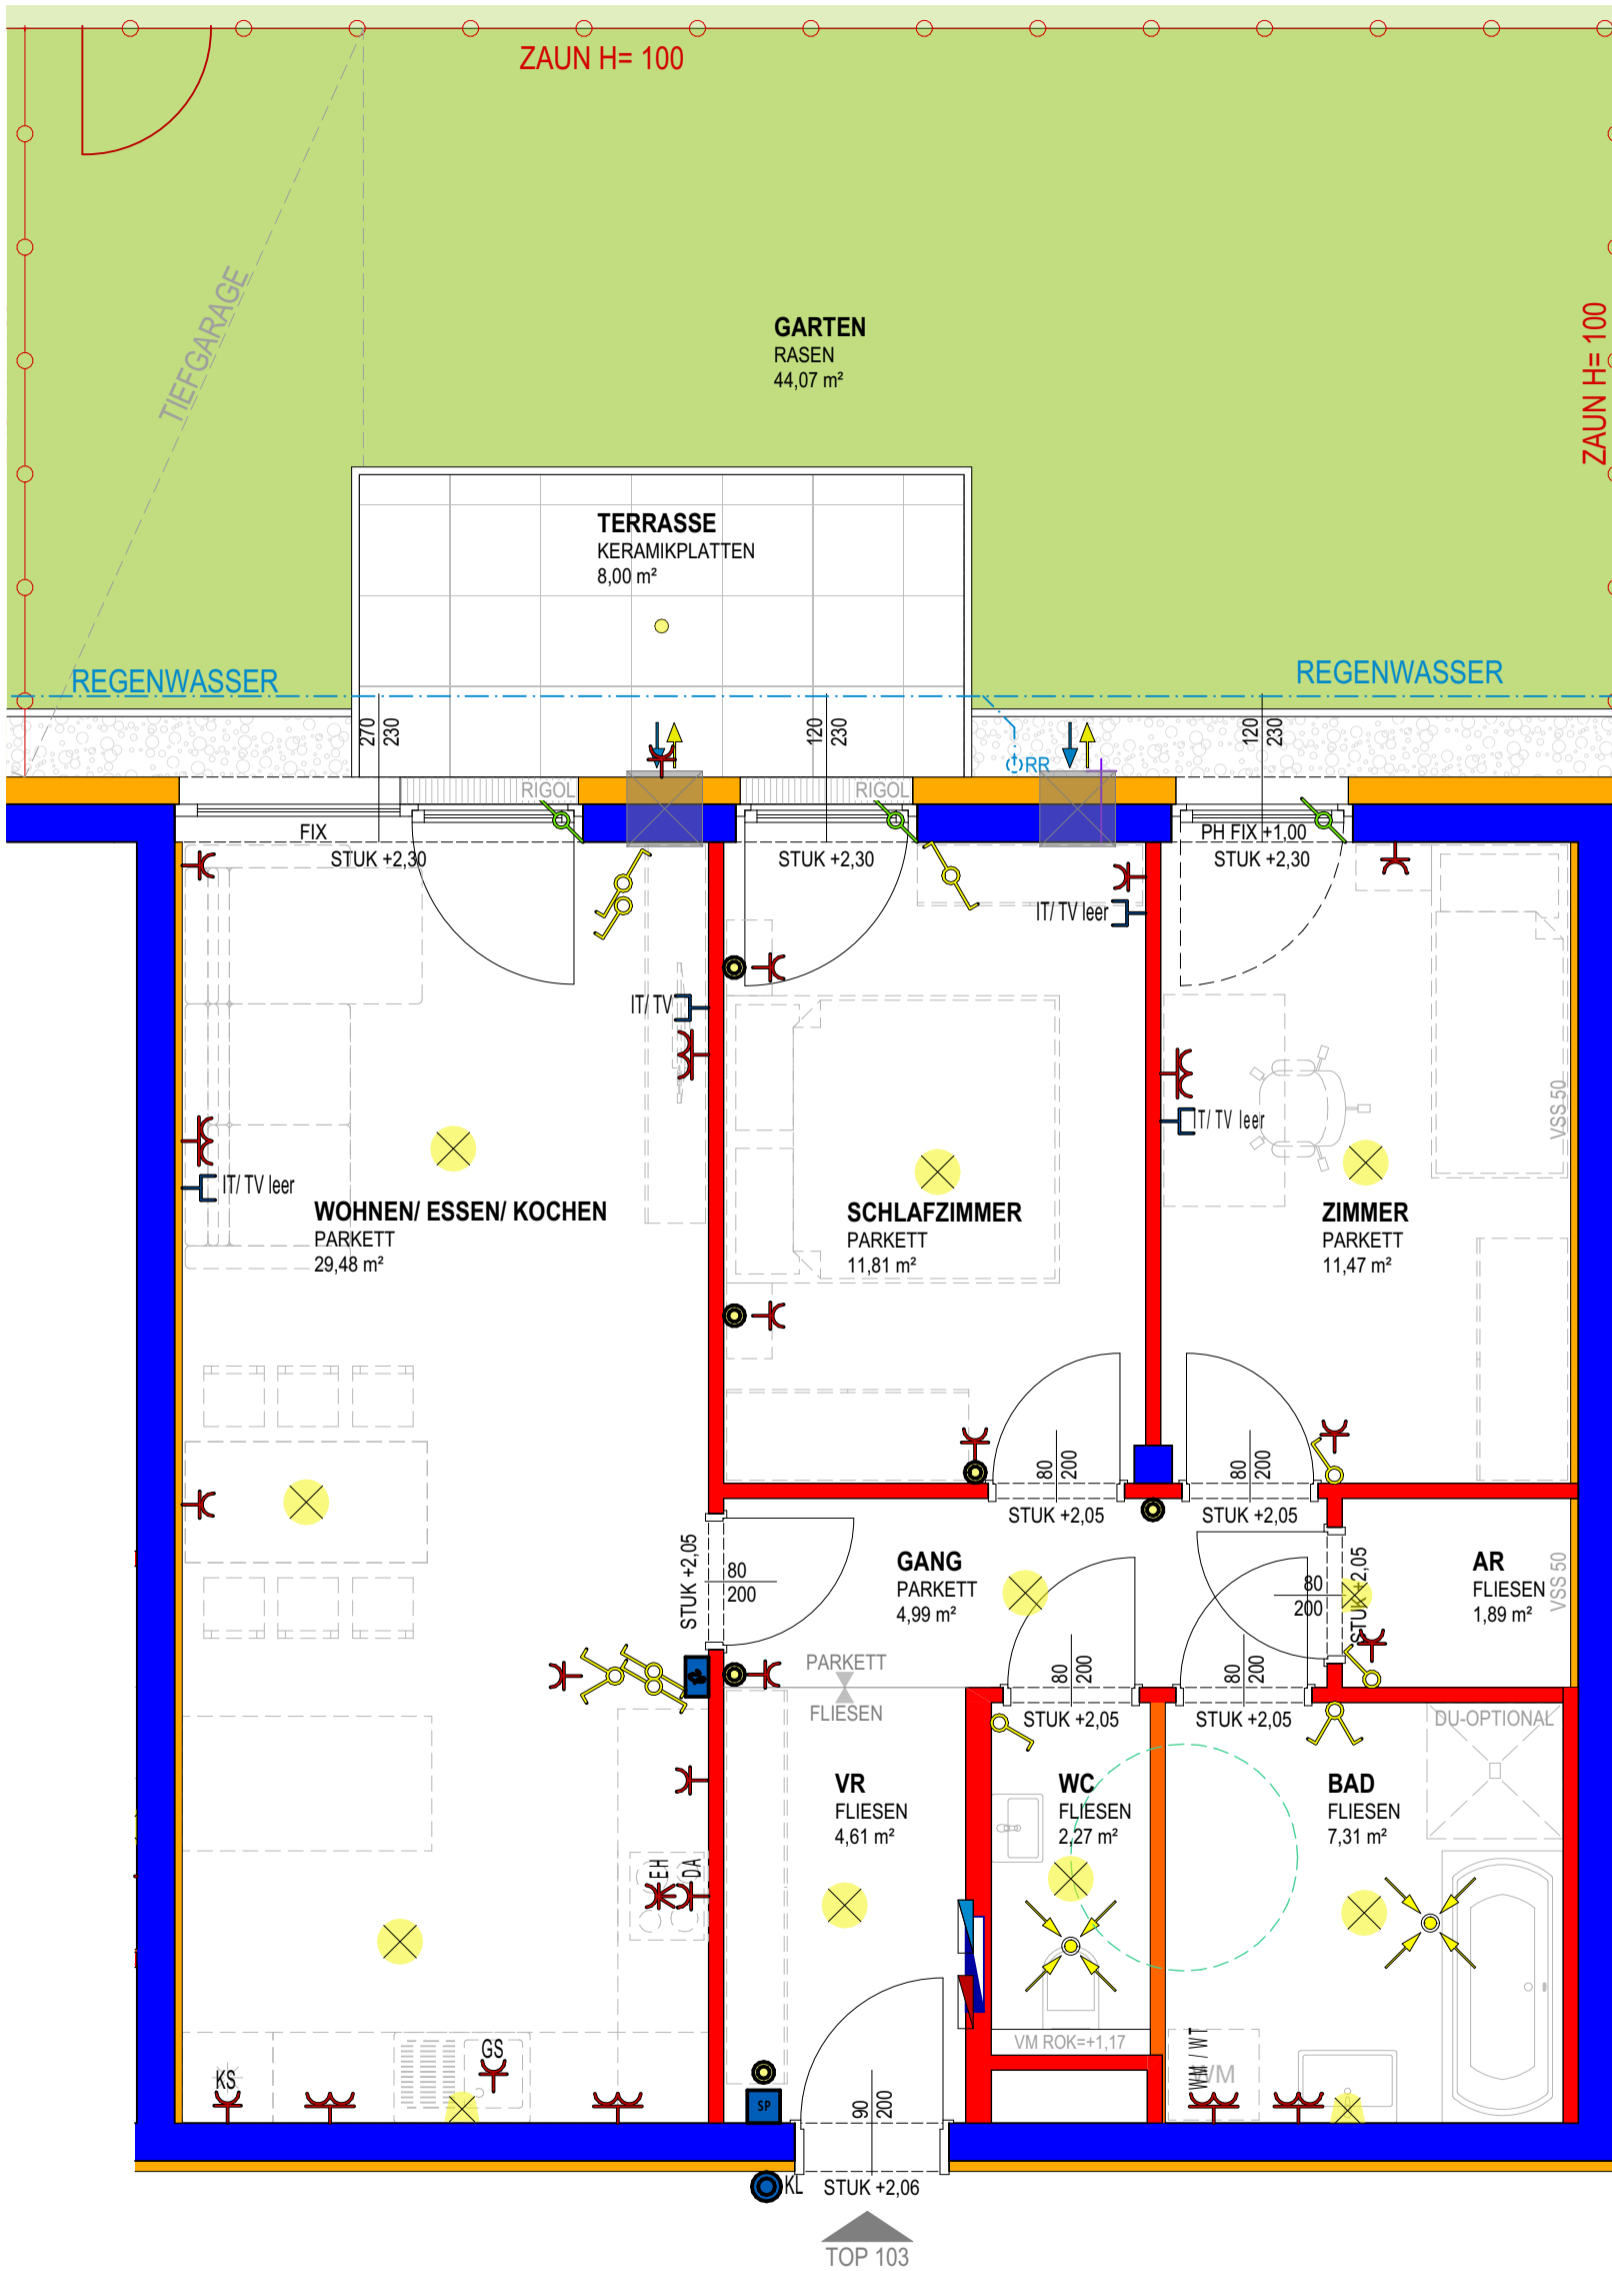 ZAUN H= 100
TIEFGARAGE
GARTEN
RASEN
44,07 m²
ZAUN H= 100
TERRASSE
KERAMIKPLATTEN
8,00 m²
REGENWASSER
REGENWASSER
270
230
120
230
120
230
RR
RIGOL
RIGOL
FIX
STUK +2,30
STUK +2,30
PH FIX +1,00
STUK +2,30
IT/ TV leer
IT/ TV
IT/ TV leer
VSS 50
IT/ TV leer
WOHNEN/ ESSEN/ KOCHEN
PARKETT
29,48 m²
SCHLAFZIMMER
PARKETT
11,81 m²
ZIMMER
PARKETT
11,47 m²
80
200
80
200
STUK +2,05
STUK +2,05
STUK +2,05
80
200
GANG
PARKETT
4,99 m²
80
200
STUK +2,05
AR
FLIESEN
1,89 m²
VSS 50
PARKETT
FLIESEN
80
200
80
200
STUK +2,05
STUK +2,05
DU-OPTIONAL
VR
FLIESEN
4,61 m²
WC
FLIESEN
2,27 m²
BAD
FLIESEN
7,31 m²
EH
DA
VM ROK=+1,17
WM / WT
WM
GS
KS
SP
90
200
KL
STUK +2,06
TOP 103